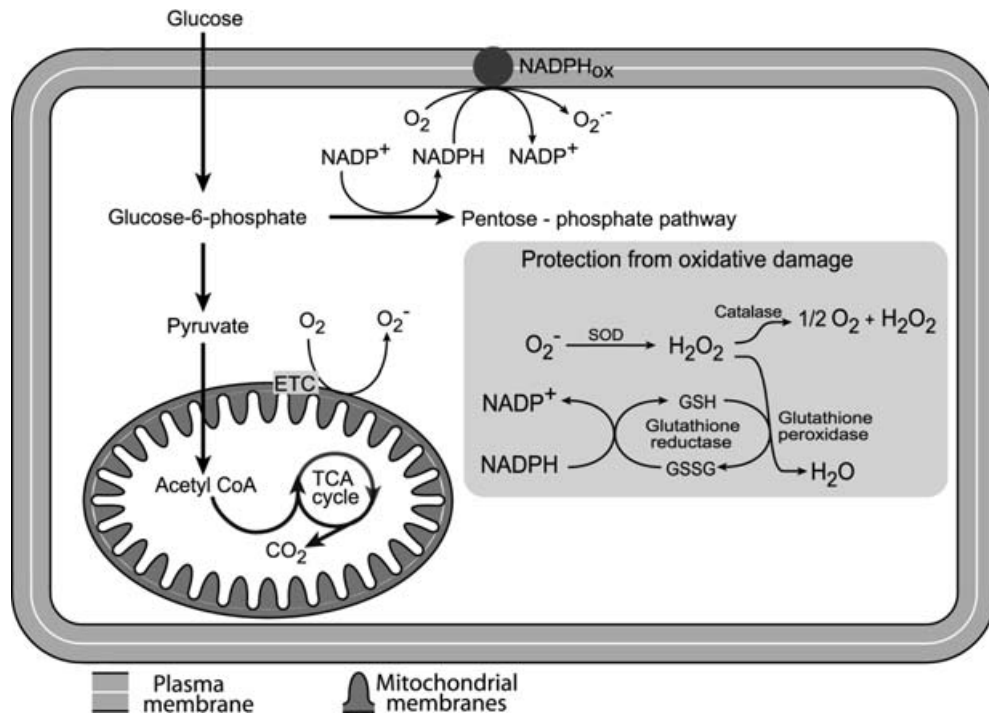 Glucose
NADPHox
O2
O2·-
NADP+
NADPH
NADP+
Glucose-6-phosphate
Pentose - phosphate pathway
Protection from oxidative damage
Pyruvate
O2
O2-
ETC
Catalase
1/2 O2 + H2O2
O2-
SOD
H2O2
NADP+
GSH
Glutathione
reductase
Glutathione
peroxidase
NADPH
GSSG
H2O
Acetyl CoA
TCA
cycle
CO2
Plasma
membrane
Mitochondrial
membranes